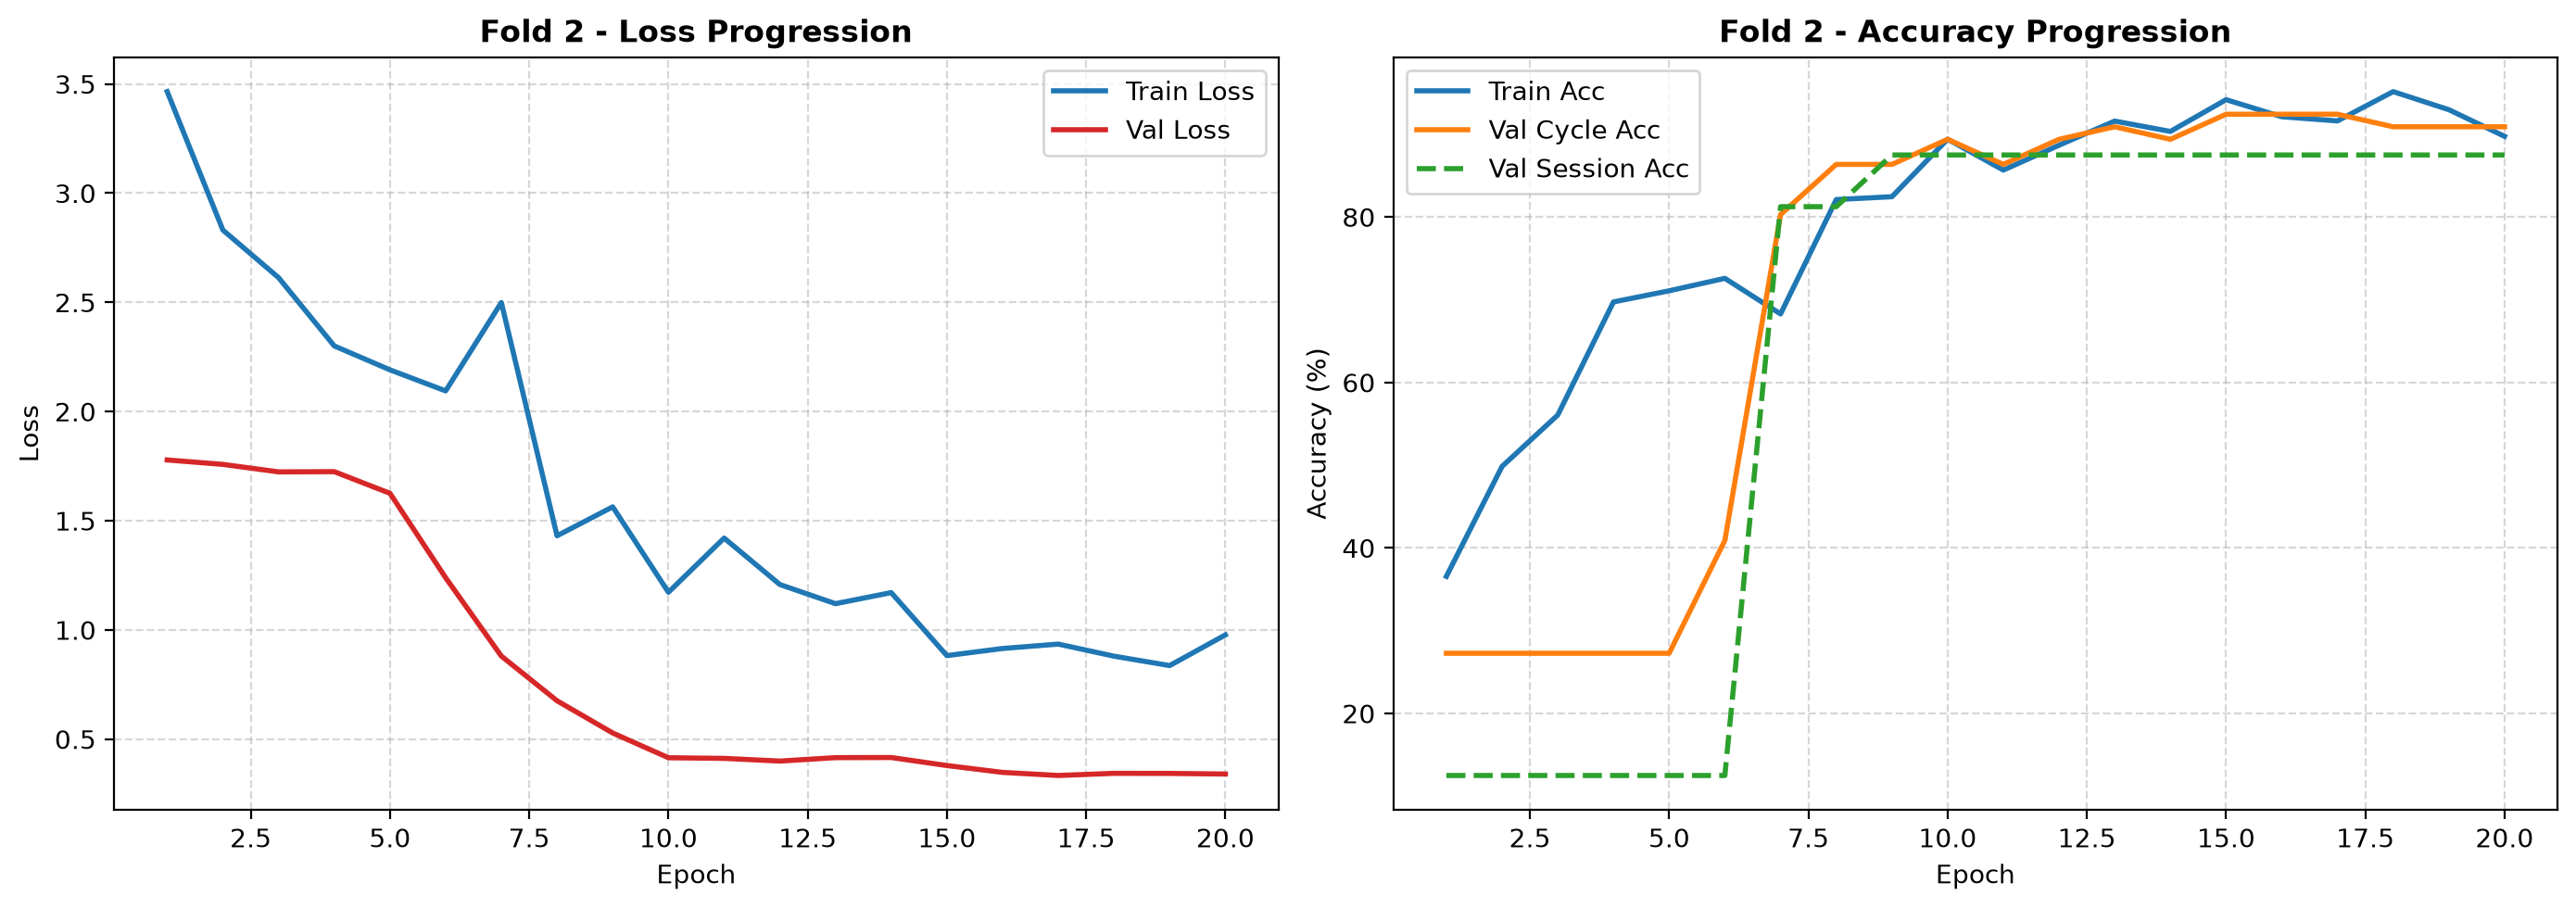 Fold 2 - Loss Progression
Train Loss
Val Loss
3.5
3.0
2.5
2.0
1.5
1.0
0.5
Loss
2.5 5.0 7.5 10.0 12.5 15.0 17.5 20.0
Epoch
Fold 2 - Accuracy Progression
Train Acc
Val Cycle Acc
Val Session Acc
80
60
40
20
Accuracy (%)
2.5 5.0 7.5 10.0 12.5 15.0 17.5 20.0
Epoch